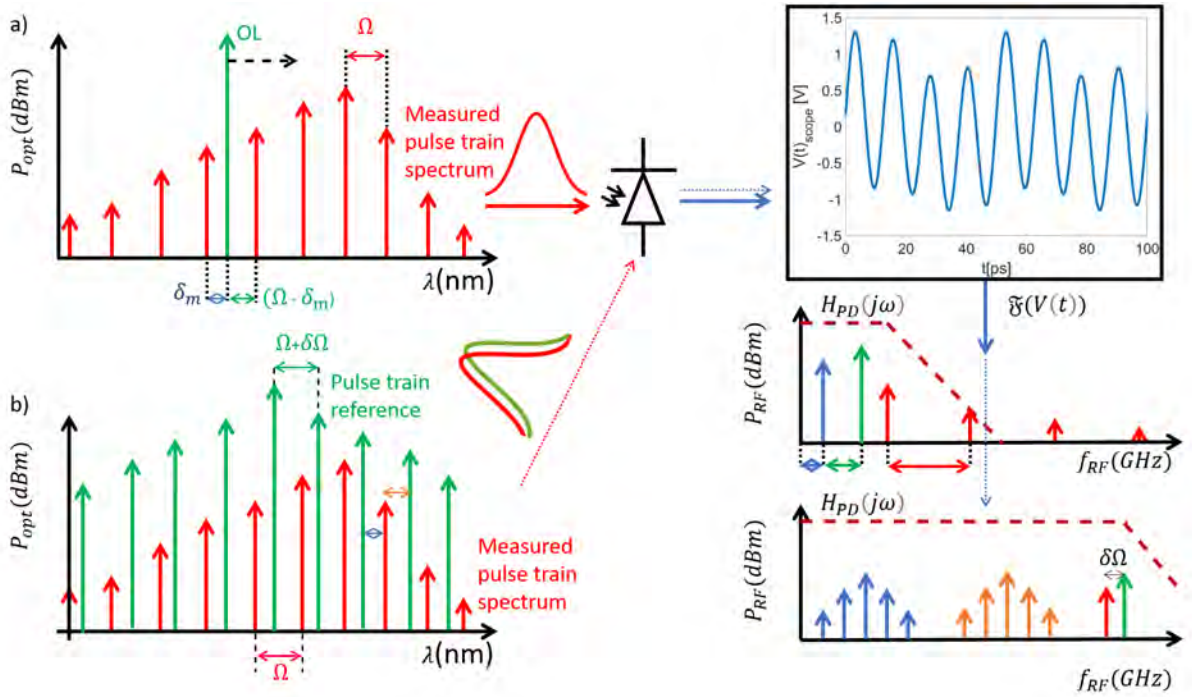 a)
OL
Ω
P_opt(dBm)
Measured
pulse train
spectrum
λ(nm)
δ_m
(Ω - δ_m)
V(t)_scope [V]
1.5
1
0.5
0
-0.5
-1
-1.5
0
20
40
60
80
100
t[ps]
𝔉(V(t))
H_PD(jω)
P_RF(dBm)
f_RF(GHz)
b)
Ω+δΩ
Pulse train
reference
P_opt(dBm)
Measured
pulse train
spectrum
λ(nm)
Ω
H_PD(jω)
P_RF(dBm)
δΩ
f_RF(GHz)